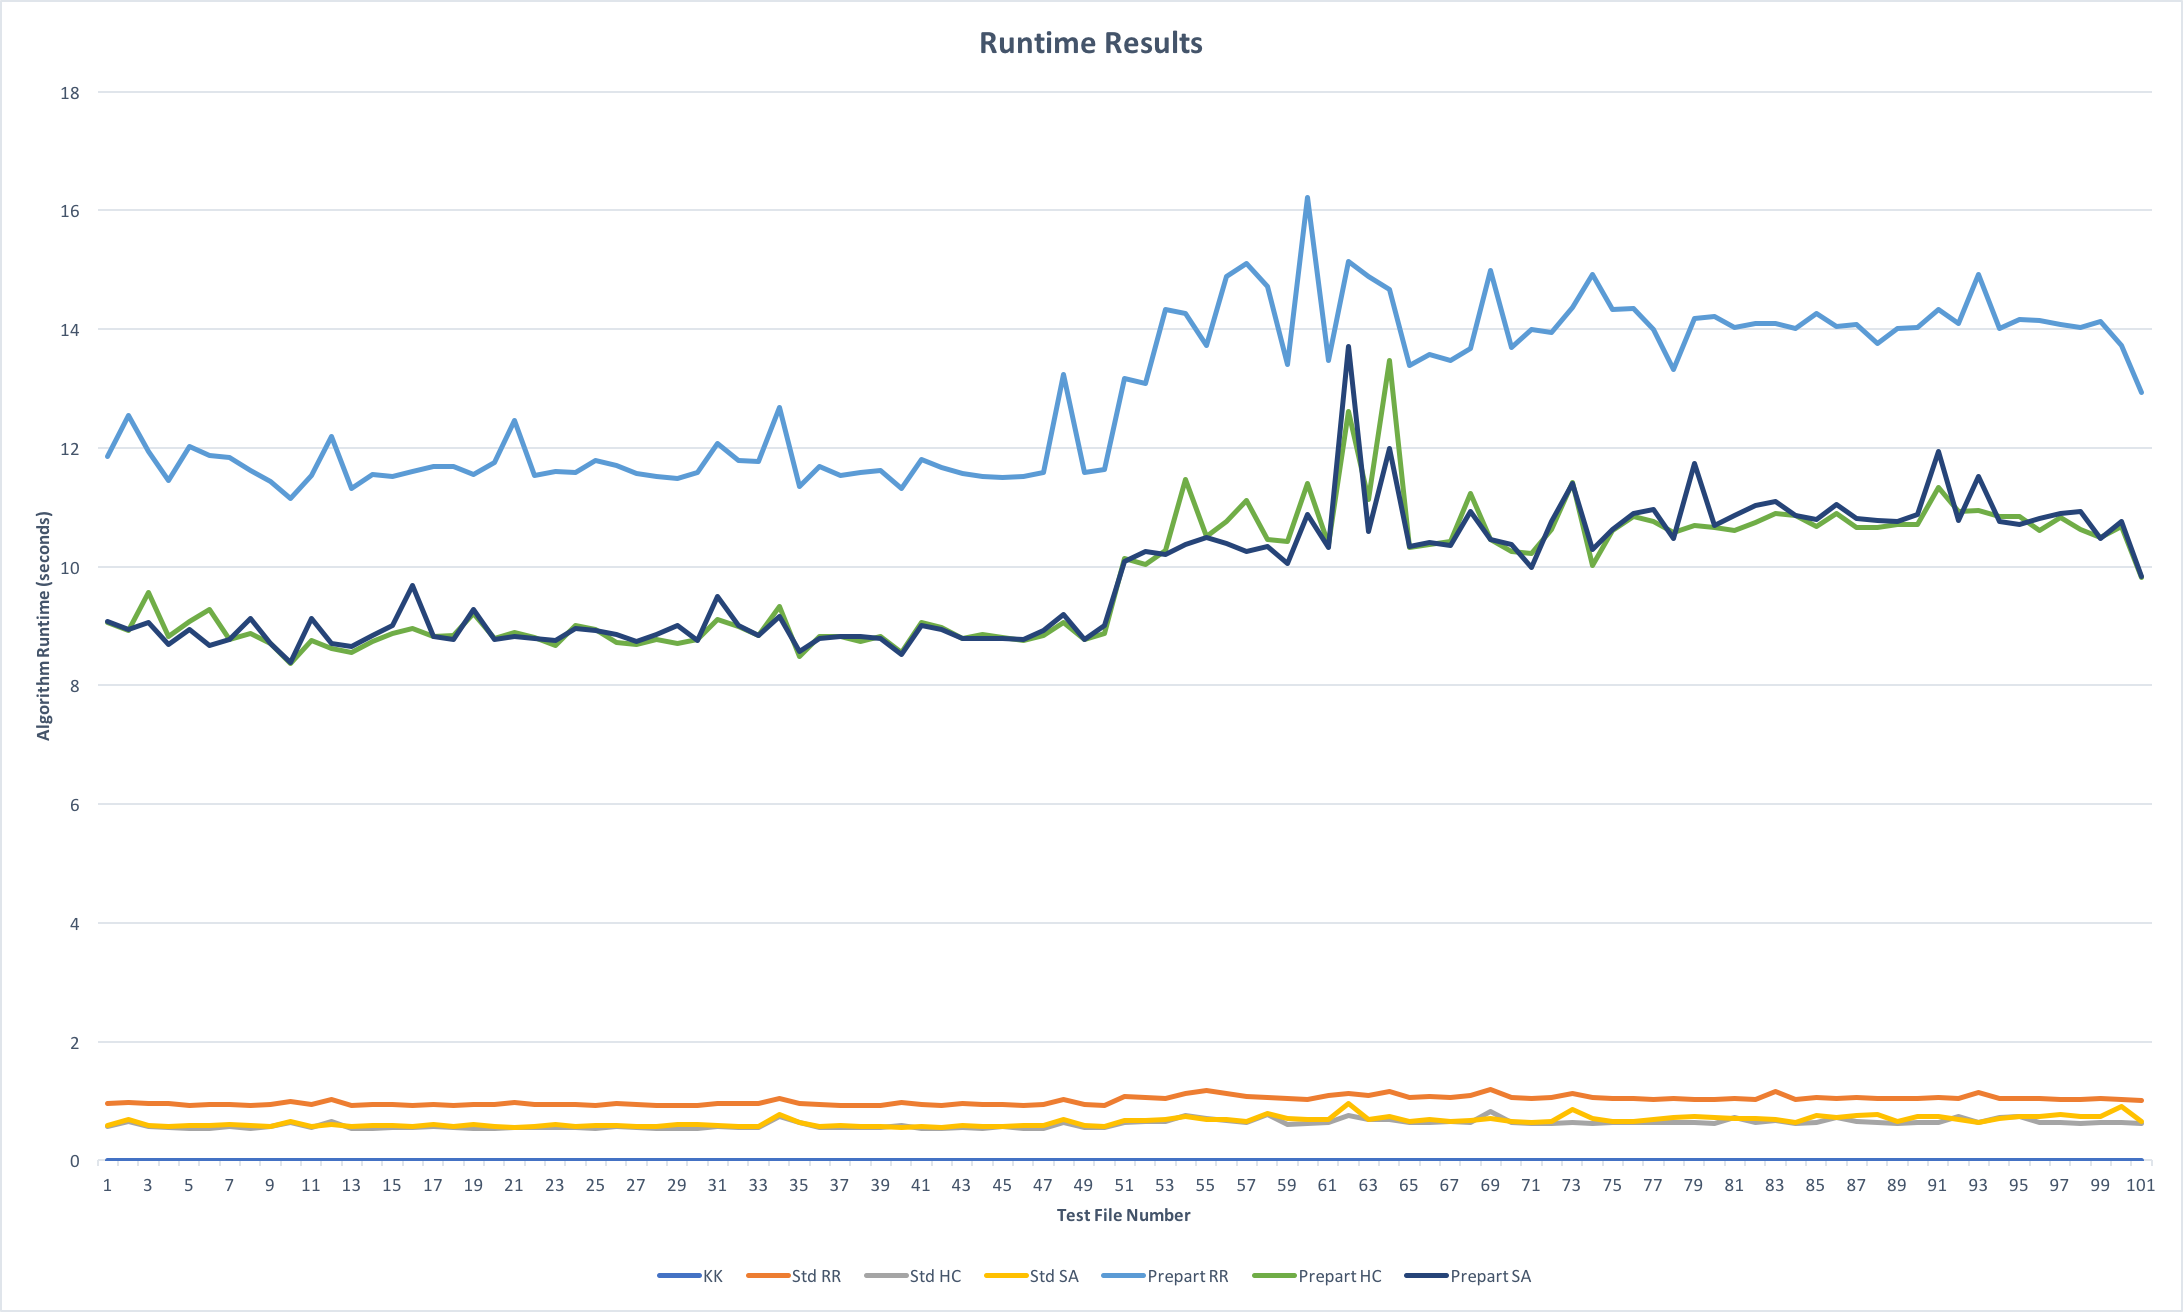 Runtime Results
18
16
14
12
10
8
6
4
2
0
Algorithm Runtime (seconds)
1 3 5 7 9 11 13 15 17 19 21 23 25 27 29 31 33 35 37 39 41 43 45 47 49 51 53 55 57 59 61 63 65 67 69 71 73 75 77 79 81 83 85 87 89 91 93 95 97 99 101
Test File Number
KK Std RR Std HC Std SA Prepart RR Prepart HC Prepart SA